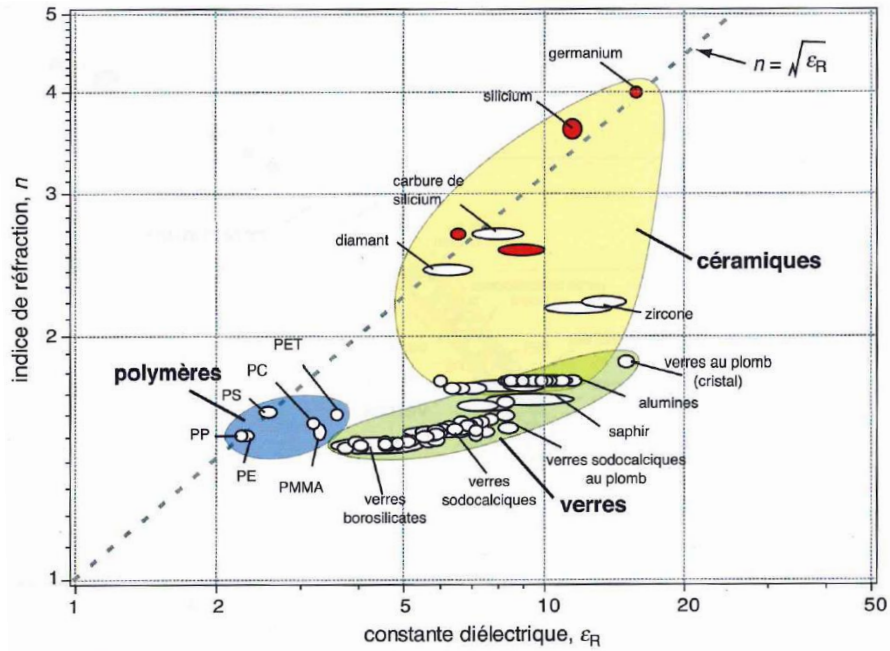 5
germanium
n = √εR
4
silicium
indice de réfraction, n
3
carbure de
silicium
diamant
céramiques
zircone
2
PET
polymères
PC
PS
verres au plomb
(cristal)
alumines
saphir
PP
PE
PMMA
verres
borosilicates
verres
sodocalciques
verres sodocalciques
au plomb
verres
1
1
2
5
10
20
50
constante diélectrique, εR